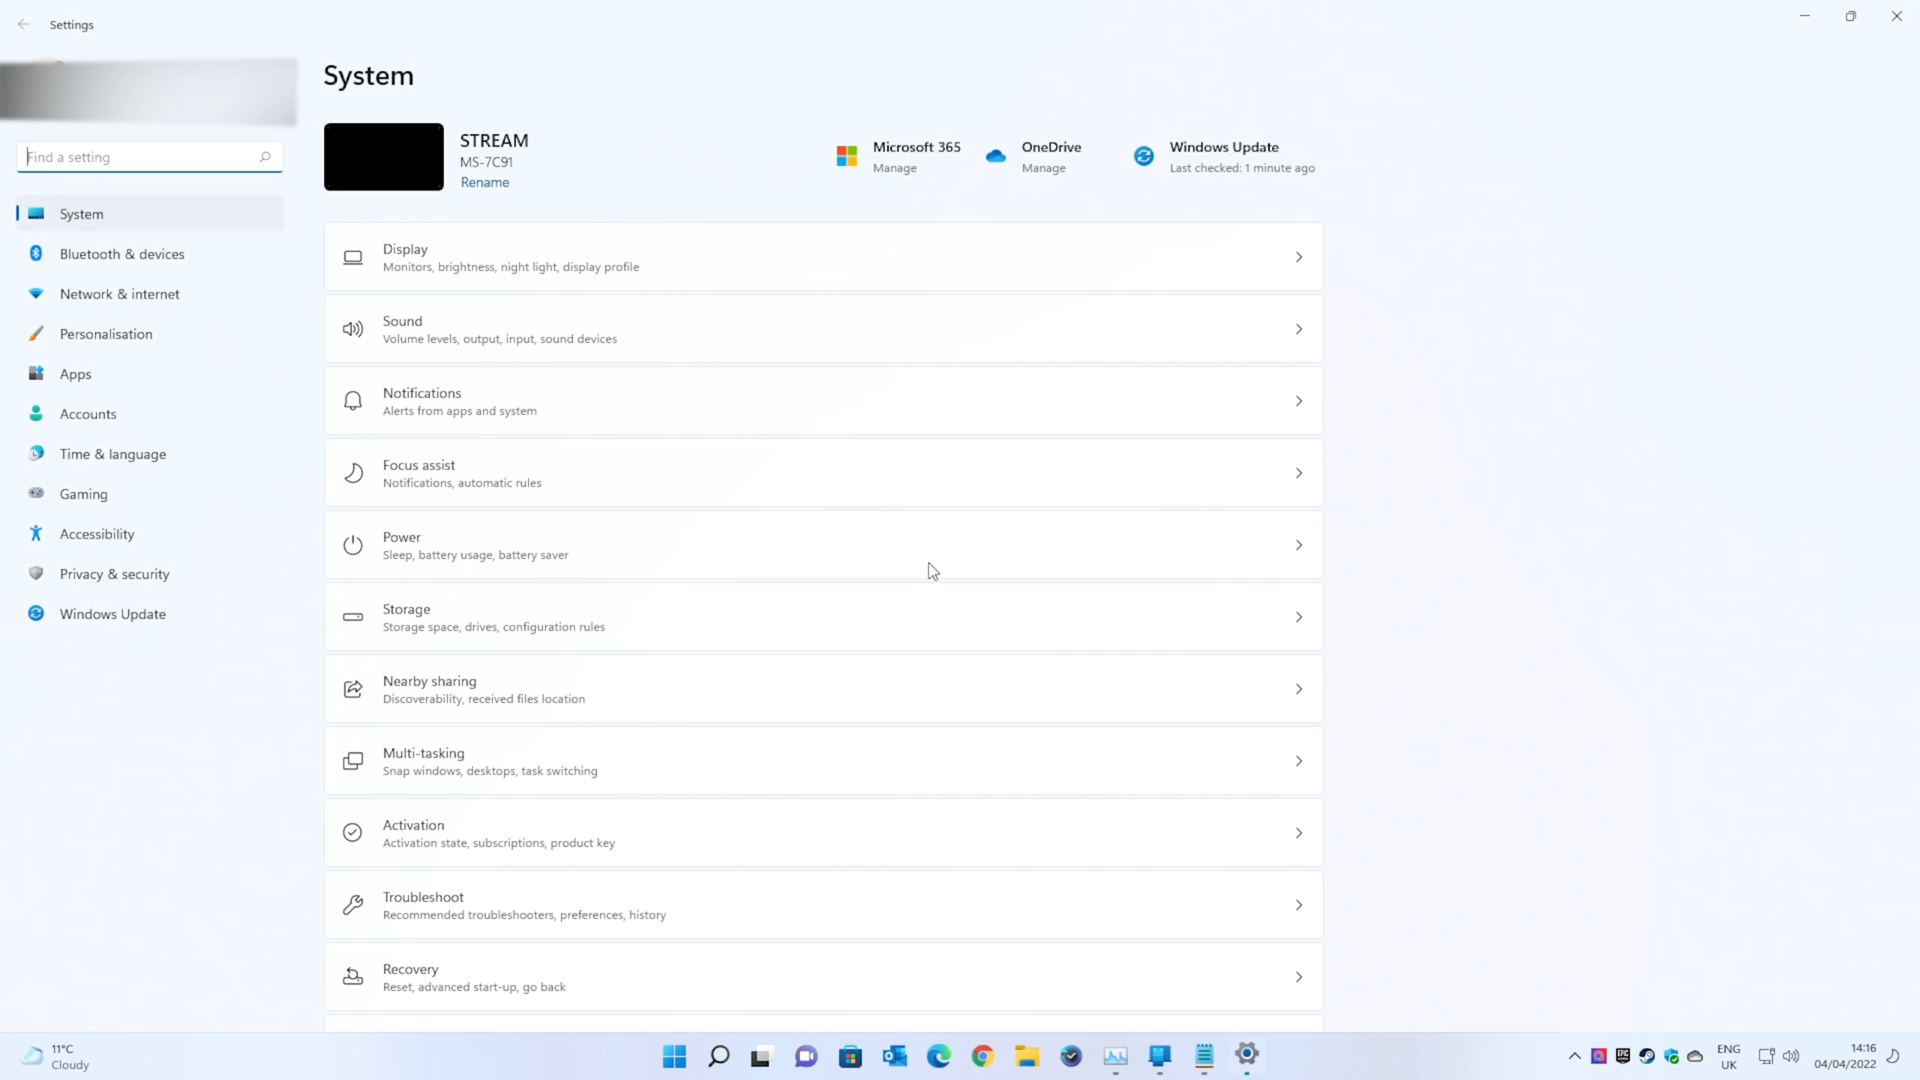 Settings
System
Find a setting
STREAM
MS-7C91
Rename
Microsoft 365
Manage
OneDrive
Manage
Windows Update
Last checked: 1 minute ago
System
Bluetooth & devices
Network & internet
Personalisation
Apps
Accounts
Time & language
Gaming
Accessibility
Privacy & security
Windows Update
Display
Monitors, brightness, night light, display profile
Sound
Volume levels, output, input, sound devices
Notifications
Alerts from apps and system
Focus assist
Notifications, automatic rules
Power
Sleep, battery usage, battery saver
Storage
Storage space, drives, configuration rules
Nearby sharing
Discoverability, received files location
Multi-tasking
Snap windows, desktops, task switching
Activation
Activation state, subscriptions, product key
Troubleshoot
Recommended troubleshooters, preferences, history
Recovery
Reset, advanced start-up, go back
11°C
Cloudy
ENG
UK
14:16
04/04/2022